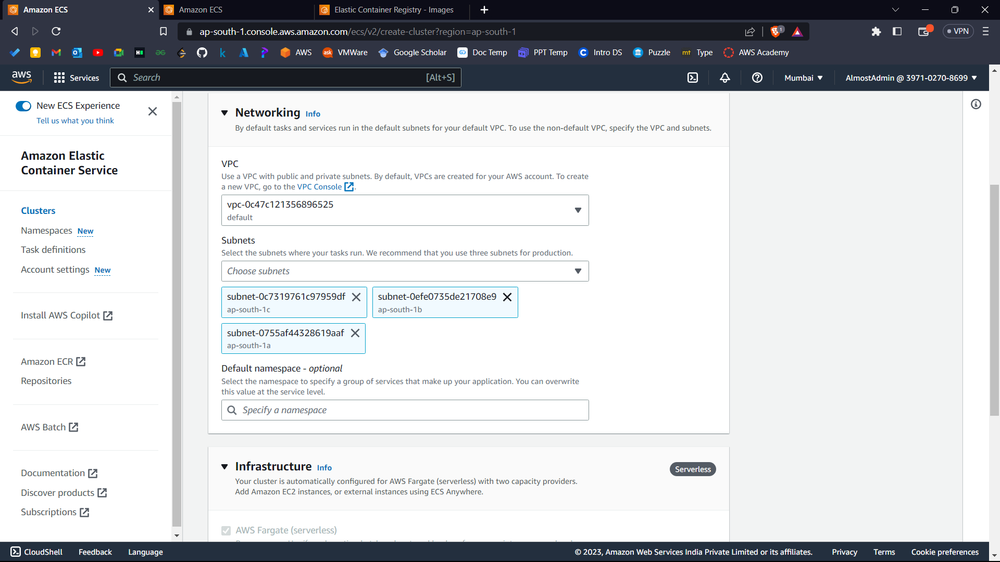 Amazon ECS
Amazon ECS
Elastic Container Registry - Images
ap-south-1.console.aws.amazon.com/ecs/v2/create-cluster?region=ap-south-1
1
VPN
AWS
ask
VMWare
Google Scholar
Doc Temp
PPT Temp
Intro DS
Puzzle
mt
Type
AWS Academy
aws
Services
Search
[Alt+S]
Mumbai
AlmostAdmin @ 3971-0270-8699
New ECS Experience
Tell us what you think
Amazon Elastic
Container Service
Clusters
Namespaces New
Task definitions
Account settings New
Install AWS Copilot
Amazon ECR
Repositories
AWS Batch
Documentation
Discover products
Subscriptions
Networking Info
By default tasks and services run in the default subnets for your default VPC. To use the non-default VPC, specify the VPC and subnets.
VPC
Use a VPC with public and private subnets. By default, VPCs are created for your AWS account. To create
a new VPC, go to the VPC Console.
vpc-0c47c121356896525
default
Subnets
Select the subnets where your tasks run. We recommend that you use three subnets for production.
Choose subnets
subnet-0c7319761c97959df
ap-south-1c
subnet-0efe0735de21708e9
ap-south-1b
subnet-0755af44328619aaf
ap-south-1a
Default namespace - optional
Select the namespace to specify a group of services that make up your application. You can overwrite
this value at the service level.
Specify a namespace
Infrastructure Info
Serverless
Your cluster is automatically configured for AWS Fargate (serverless) with two capacity providers.
Add Amazon EC2 instances, or external instances using ECS Anywhere.
AWS Fargate (serverless)
CloudShell
Feedback
Language
© 2023, Amazon Web Services India Private Limited or its affiliates.
Privacy
Terms
Cookie preferences